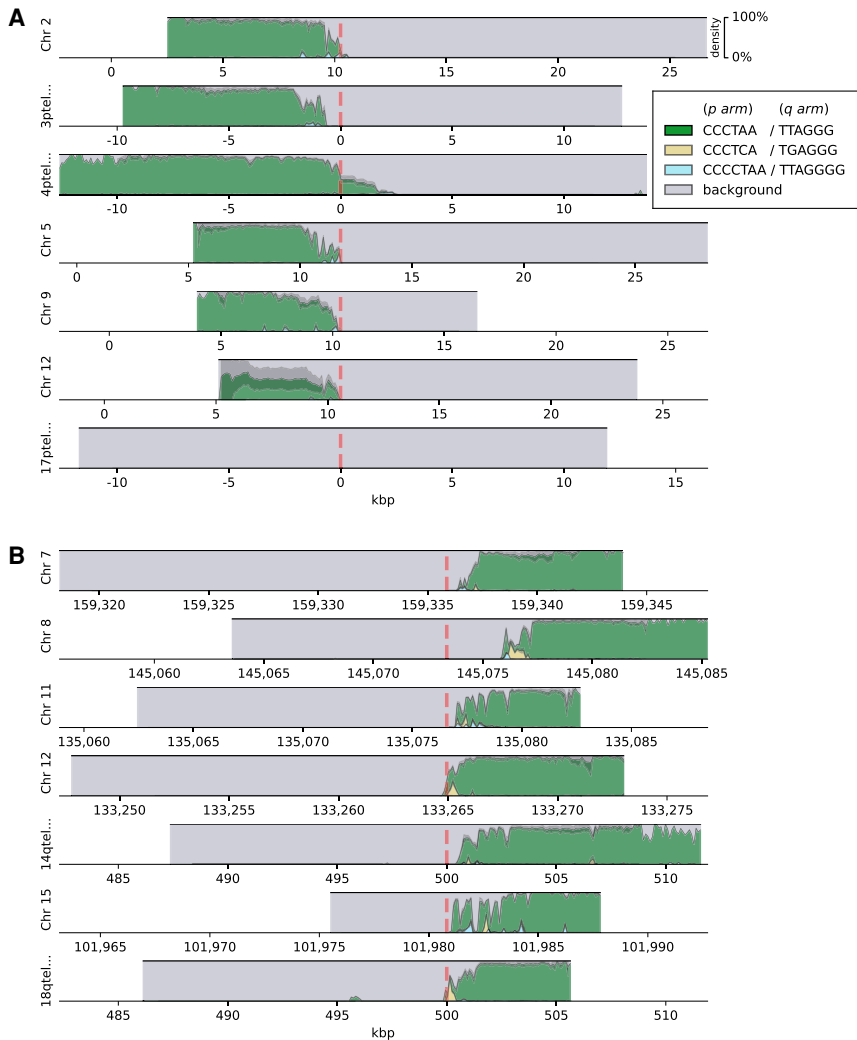 A
Chr 2
100%
density
0%
0 5 10 15 20 25
3ptel...
-10 -5 0 5 10
(p arm) (q arm)
CCCTAA / TTAGGG
CCCTCA / TGAGGG
CCCCTAA / TTAGGGG
background
4ptel...
-10 -5 0 5 10
Chr 5
0 5 10 15 20 25
Chr 9
0 5 10 15 20 25
Chr 12
0 5 10 15 20 25
17ptel...
-10 -5 0 5 10 15
kbp
B
Chr 7
159,320 159,325 159,330 159,335 159,340 159,345
Chr 8
145,060 145,065 145,070 145,075 145,080 145,085
Chr 11
135,060 135,065 135,070 135,075 135,080 135,085
Chr 12
133,250 133,255 133,260 133,265 133,270 133,275
14qtel...
485 490 495 500 505 510
Chr 15
101,965 101,970 101,975 101,980 101,985 101,990
18qtel...
485 490 495 500 505 510
kbp